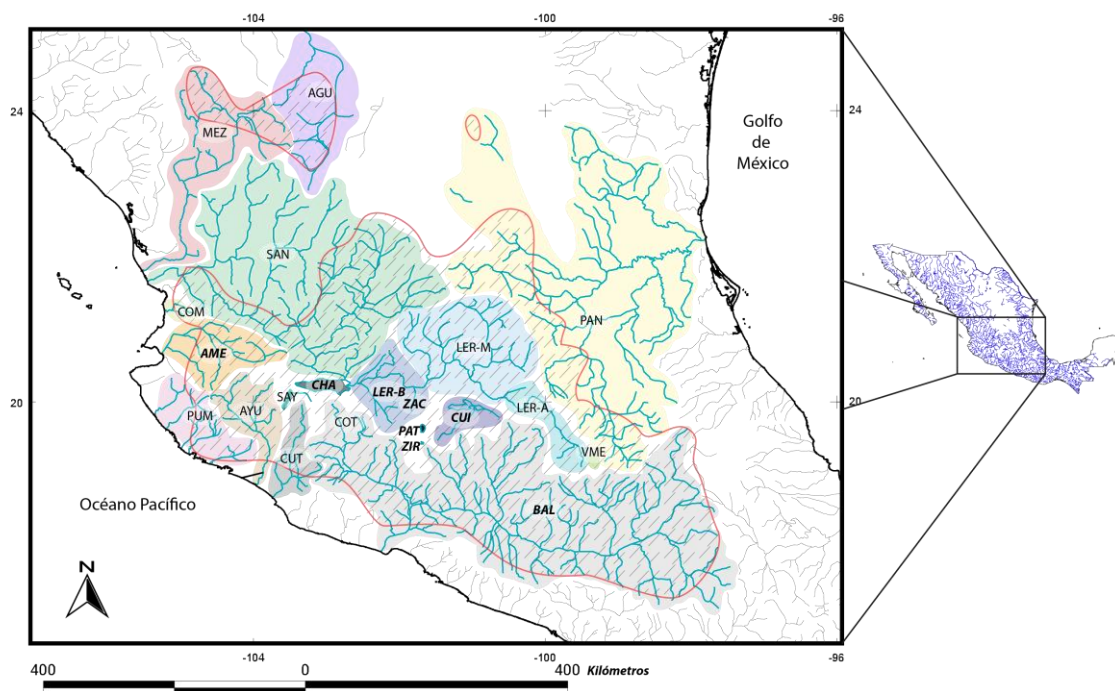 -104
-100
-96
24
AGU
MEZ
24
Golfo
de
México
SAN
COM
PAN
AME
LER-M
CHA
LER-B
20
PUM
AYU
SAY
ZAC
LER-A
CUI
20
COT
PAT
ZIR
CUT
VME
Océano Pacífico
BAL
N
-104
-100
-96
400
0
400 Kilómetros